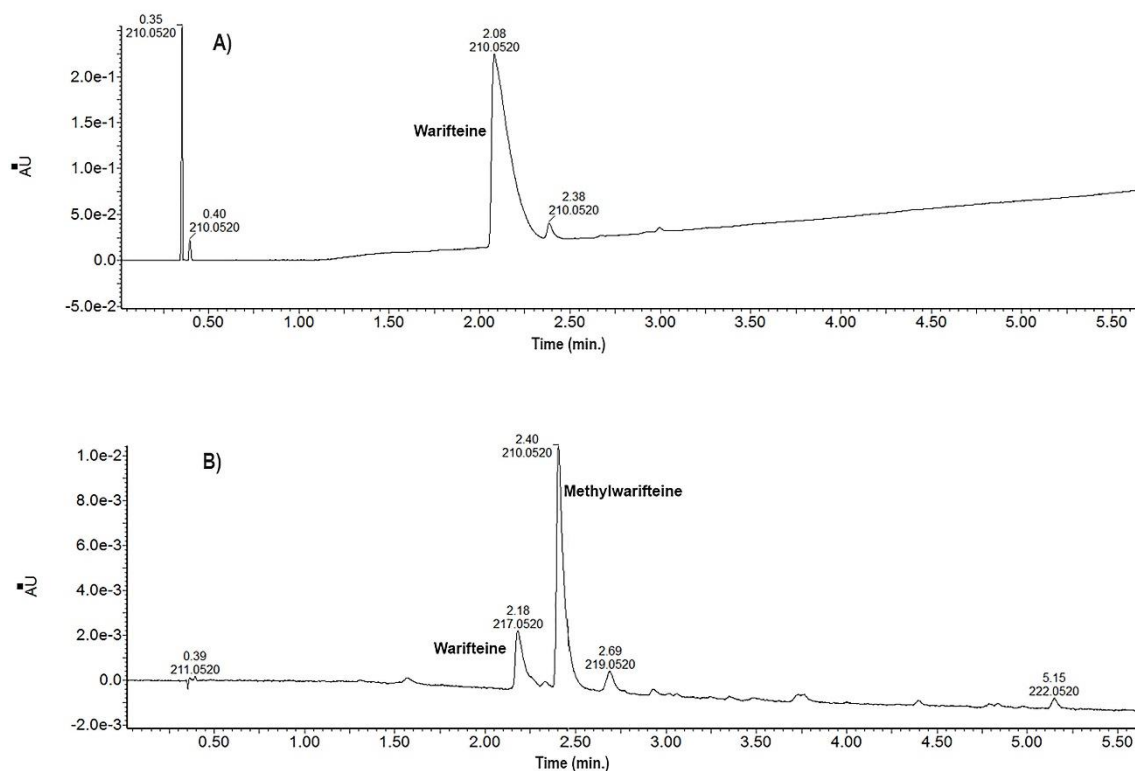 0.35
210.0520
A)
2.08
210.0520
Warifteine
2.38
210.0520
0.40
210.0520
2.0e-1
1.5e-1
1.0e-1
5.0e-2
0.0
-5.0e-2
AU
0.50 1.00 1.50 2.00 2.50 3.00 3.50 4.00 4.50 5.00 5.50
Time (min.)
B)
2.40
210.0520
Methylwarifteine
2.18
217.0520
Warifteine
2.69
219.0520
0.39
211.0520
5.15
222.0520
1.0e-2
8.0e-3
6.0e-3
4.0e-3
2.0e-3
0.0
-2.0e-3
AU
0.50 1.00 1.50 2.00 2.50 3.00 3.50 4.00 4.50 5.00 5.50
Time (min.)